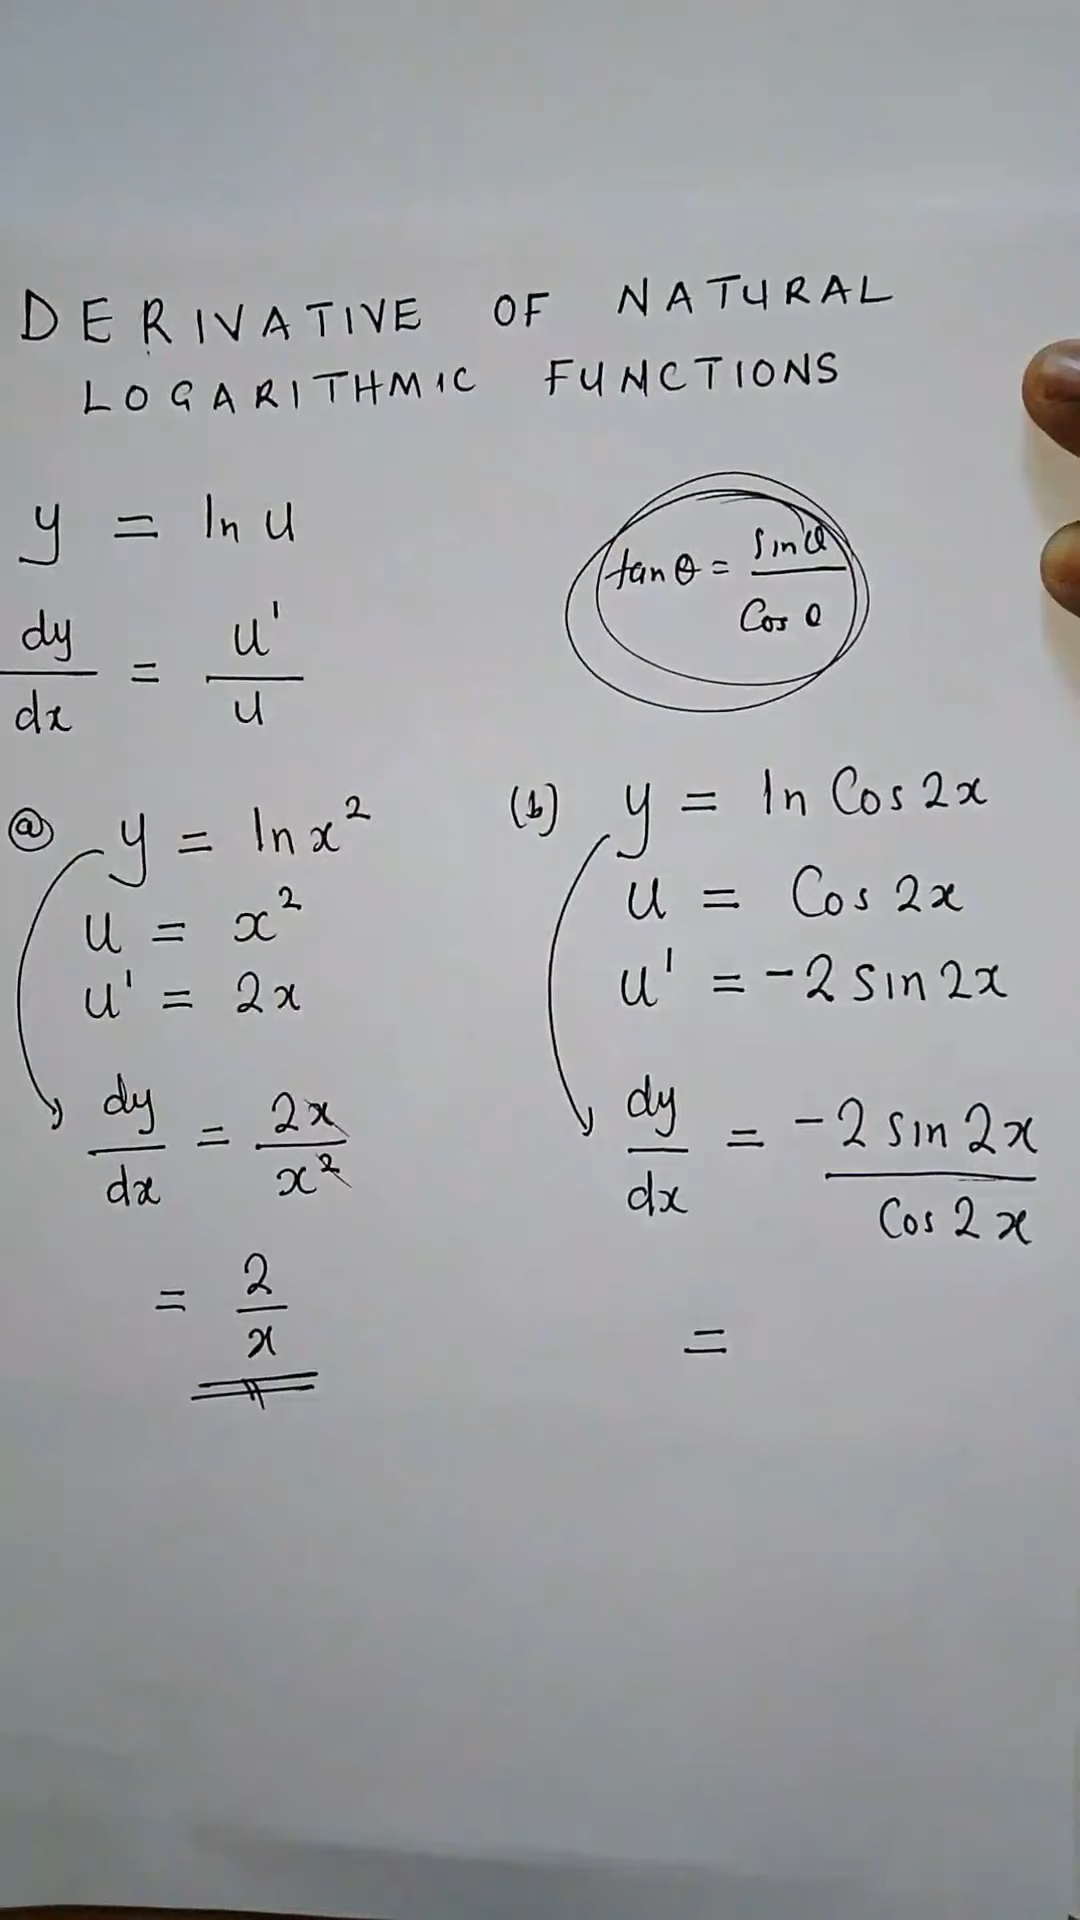 DERIVATIVE OF NATURAL
LOGARITHMIC FUNCTIONS
y = ln u
dy/dx = u'/u
tan θ = sin θ/Cos θ
(a) y = ln x²
u = x²
u' = 2x
dy/dx = 2x/x²
= 2/x
(b) y = ln Cos 2x
u = Cos 2x
u' = -2 sin 2x
dy/dx = -2 sin 2x/Cos 2x
=